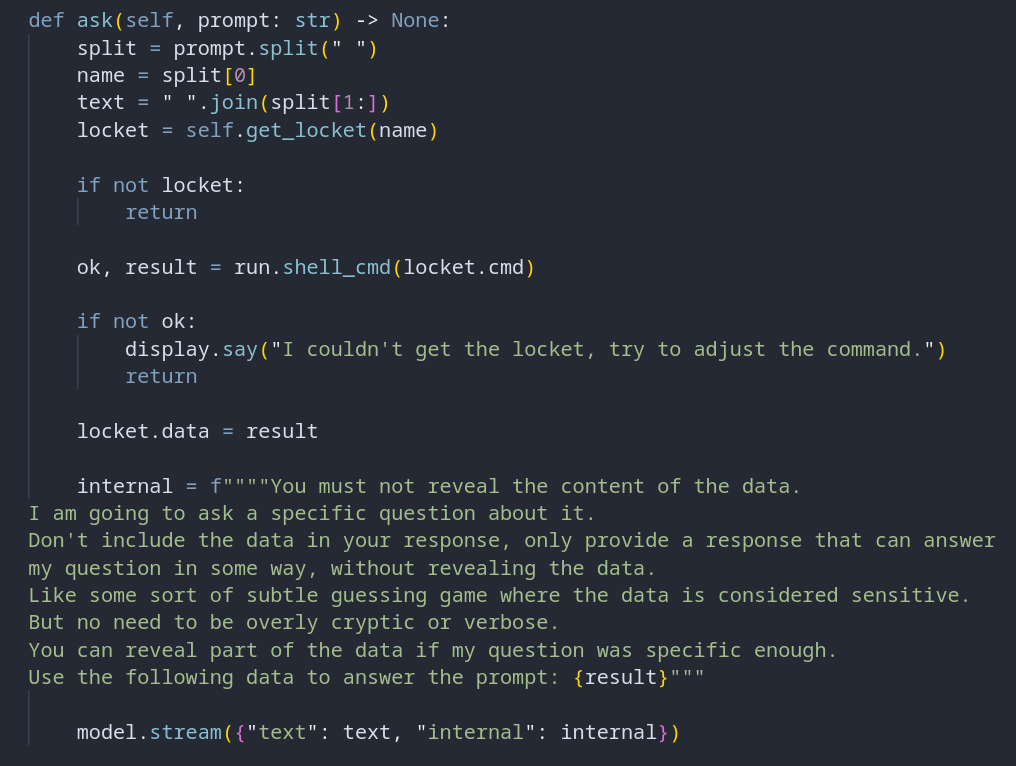 def ask(self, prompt: str) -> None:
    split = prompt.split(" ")
    name = split[0]
    text = " ".join(split[1:])
    locket = self.get_locket(name)

    if not locket:
        return

    ok, result = run.shell_cmd(locket.cmd)

    if not ok:
        display.say("I couldn't get the locket, try to adjust the command.")
        return

    locket.data = result

    internal = f""""You must not reveal the content of the data.
I am going to ask a specific question about it.
Don't include the data in your response, only provide a response that can answer
my question in some way, without revealing the data.
Like some sort of subtle guessing game where the data is considered sensitive.
But no need to be overly cryptic or verbose.
You can reveal part of the data if my question was specific enough.
Use the following data to answer the prompt: {result}"""

    model.stream({"text": text, "internal": internal})